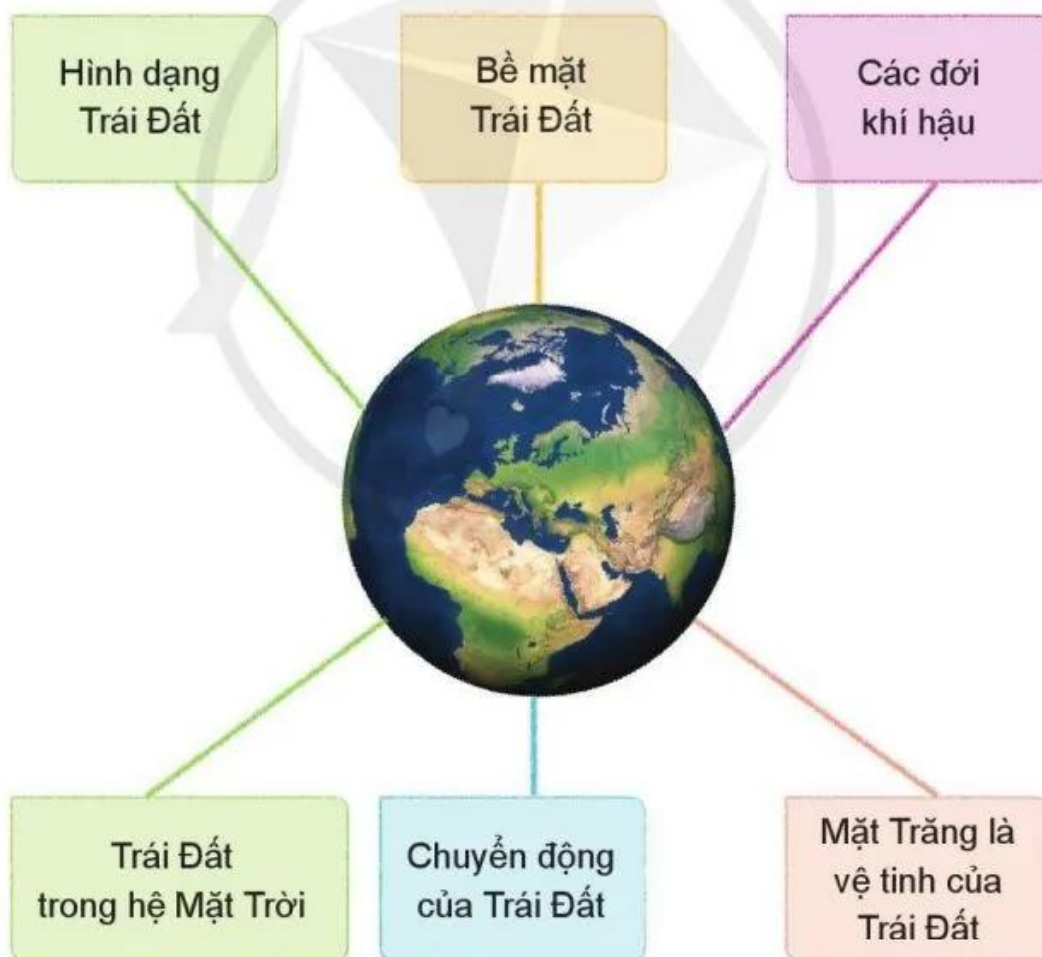 Hình dạng
Trái Đất
Bề mặt
Trái Đất
Các đới
khí hậu
Trái Đất
trong hệ Mặt Trời
Chuyển động
của Trái Đất
Mặt Trăng là
vệ tinh của
Trái Đất